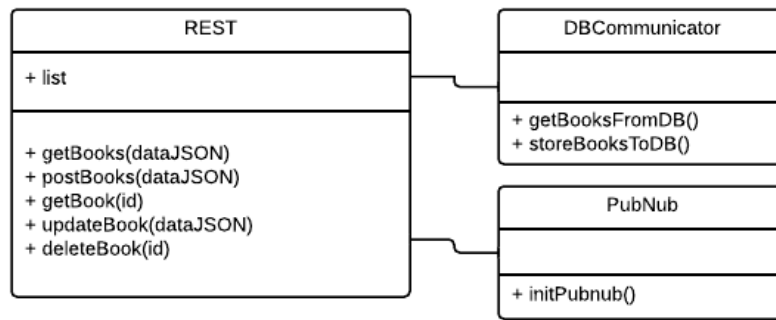 REST
+ list
+ getBooks(dataJSON)
+ postBooks(dataJSON)
+ getBook(id)
+ updateBook(dataJSON)
+ deleteBook(id)
DBCommunicator
+ getBooksFromDB()
+ storeBooksToDB()
PubNub
+ initPubnub()